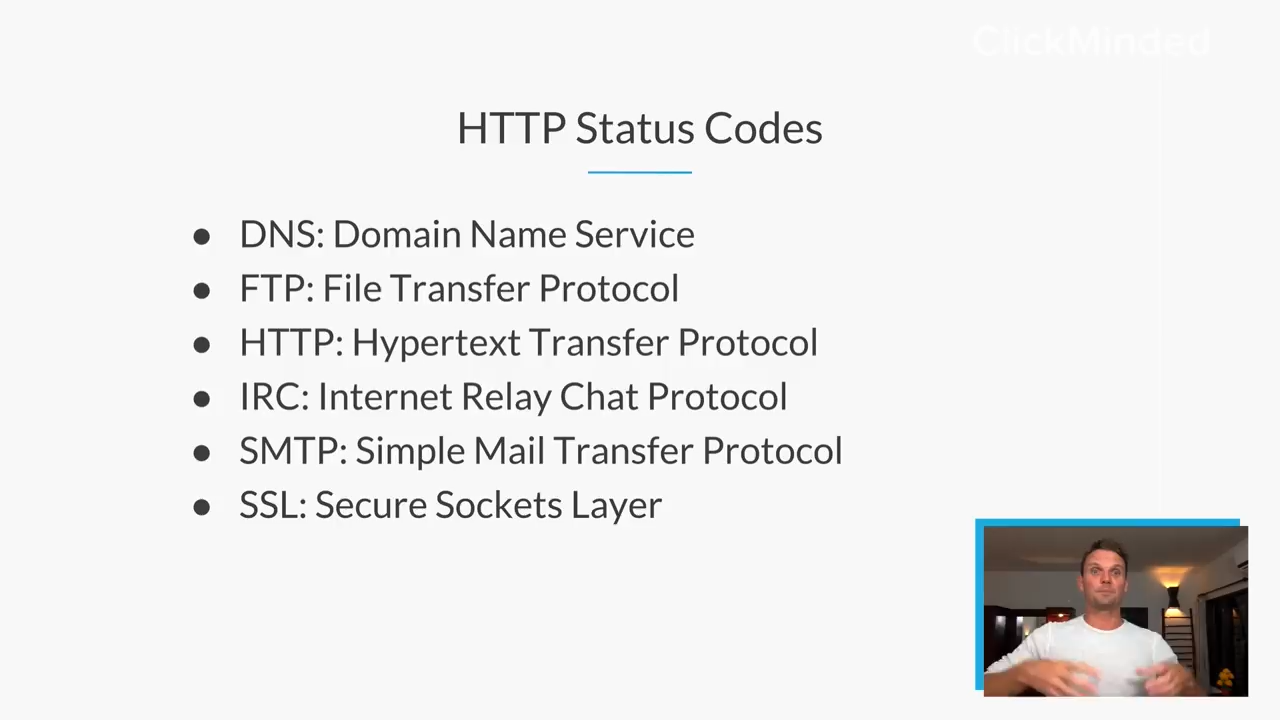 ClickMinded
HTTP Status Codes
● DNS: Domain Name Service
● FTP: File Transfer Protocol
● HTTP: Hypertext Transfer Protocol
● IRC: Internet Relay Chat Protocol
● SMTP: Simple Mail Transfer Protocol
● SSL: Secure Sockets Layer